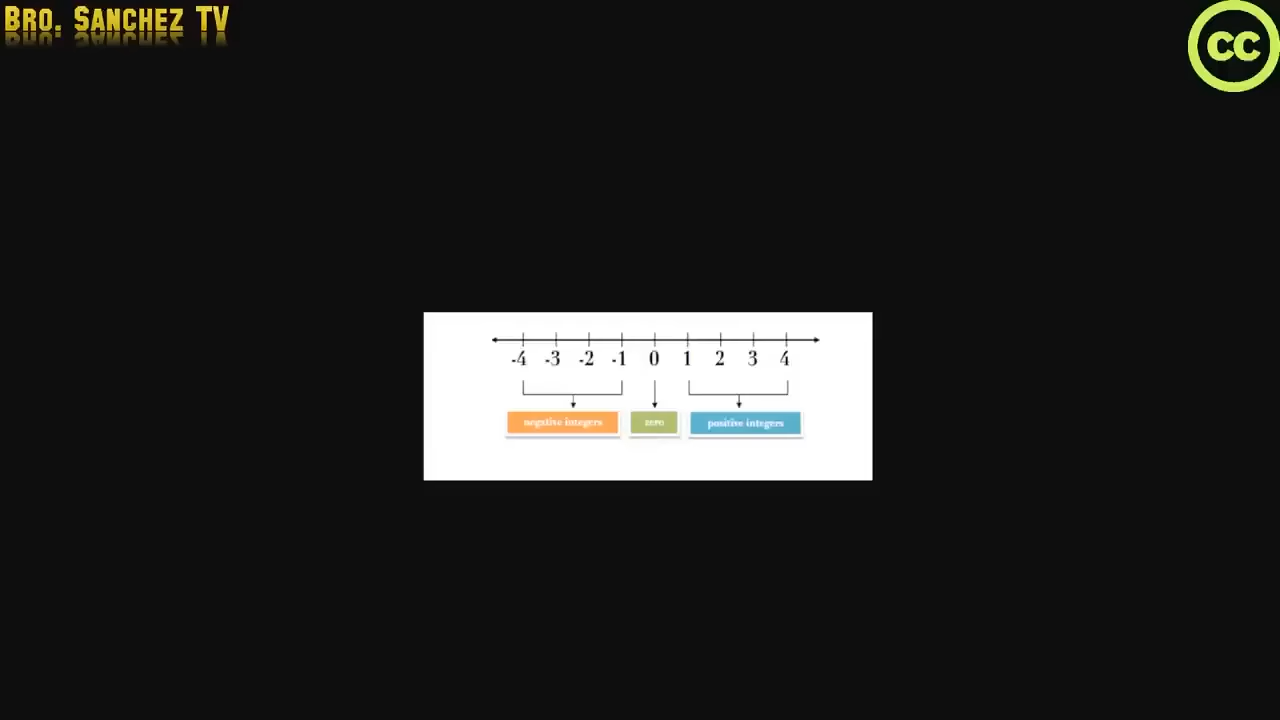 BRO. SANCHEZ TV
CC
-4 -3 -2 -1 0 1 2 3 4
negative integers zero positive integers